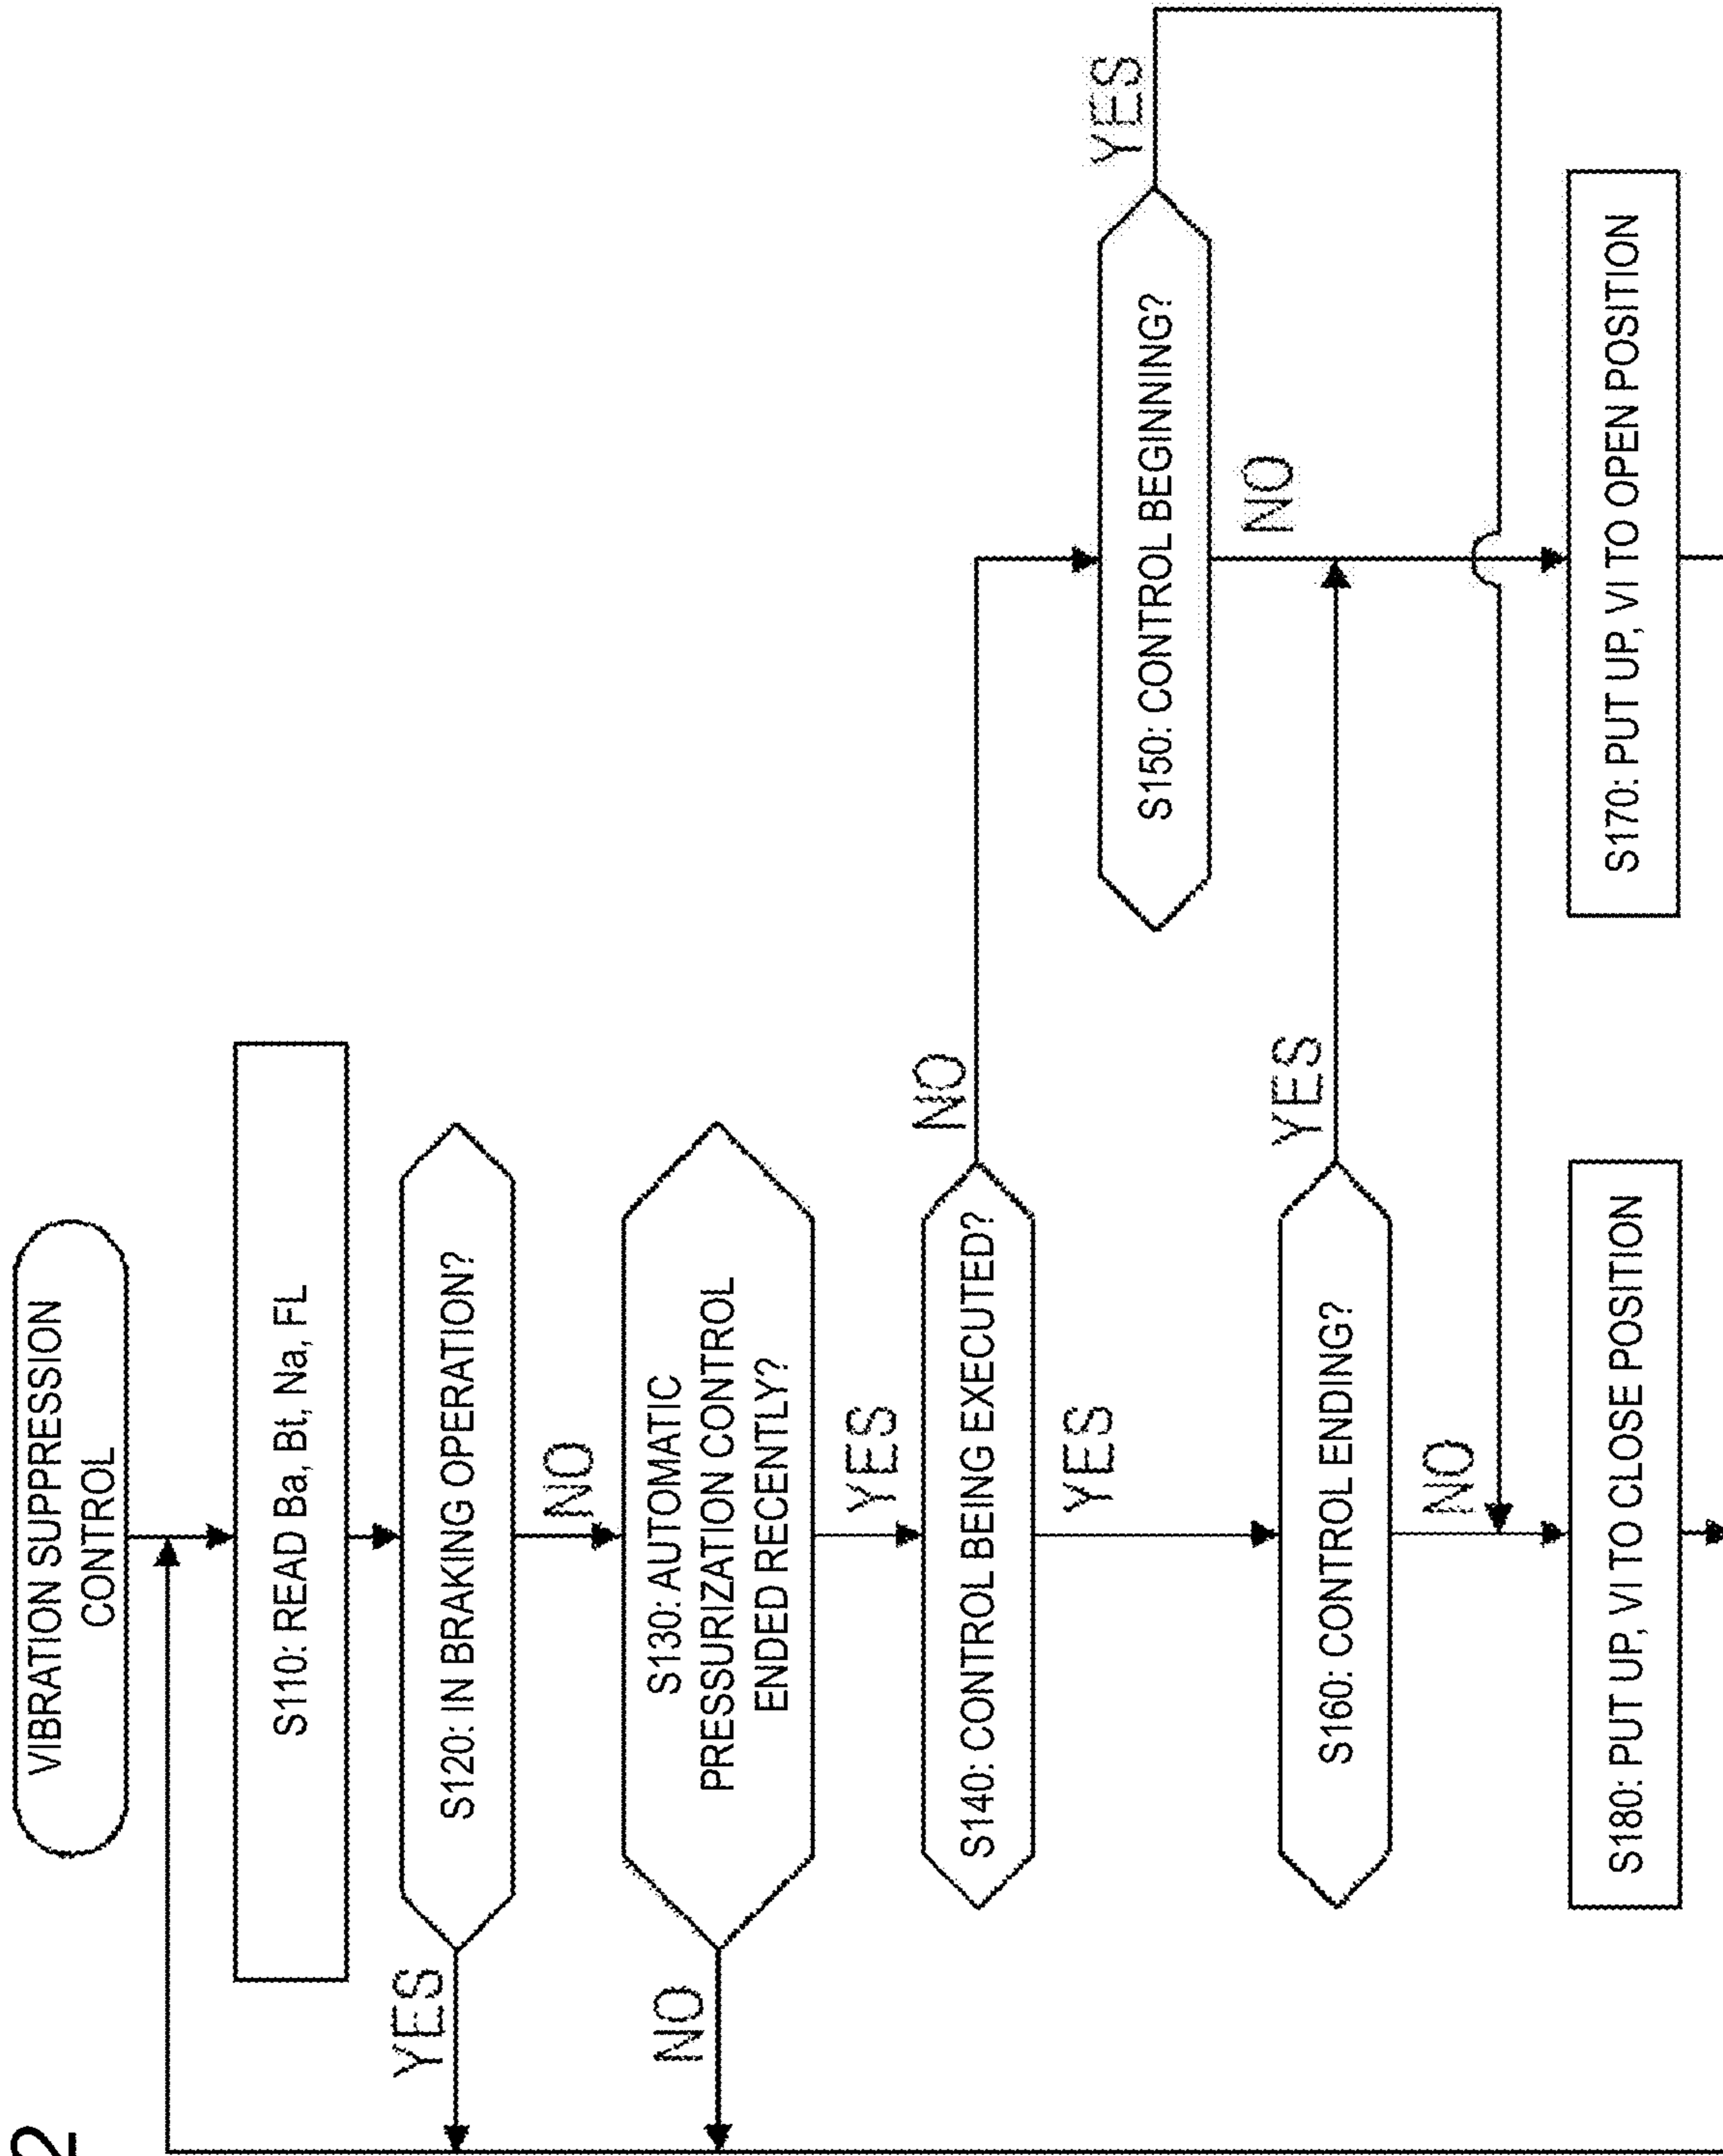 2
VIBRATION SUPPRESSION
CONTROL
S110: READ Ba, Bt, Na, FL
S120: IN BRAKING OPERATION?
YES
NO
S130: AUTOMATIC
PRESSURIZATION CONTROL
ENDED RECENTLY?
NO
YES
S140: CONTROL BEING EXECUTED?
NO
YES
S150: CONTROL BEGINNING?
YES
NO
S160: CONTROL ENDING?
YES
NO
S180: PUT UP, VI TO CLOSE POSITION
S170: PUT UP, VI TO OPEN POSITION